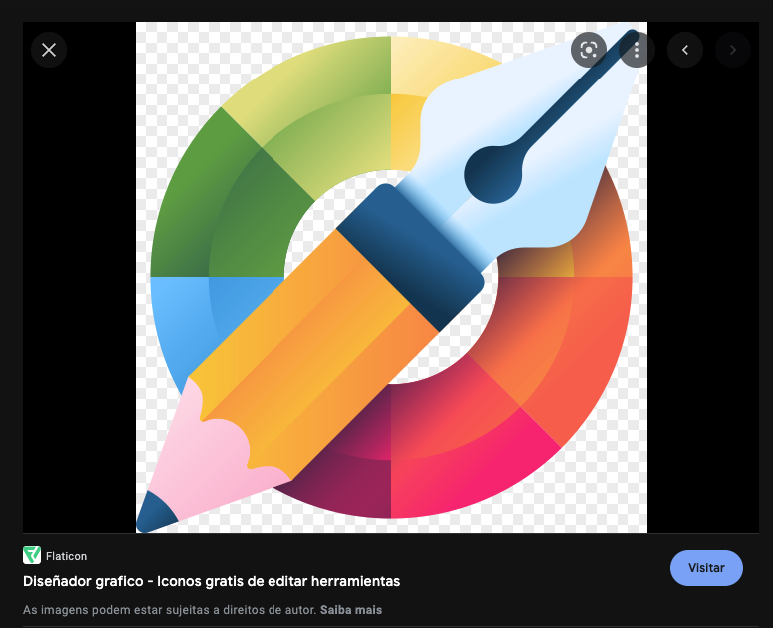 Flaticon
Diseñador grafico - Iconos gratis de editar herramientas
Visitar
As imagens podem estar sujeitas a direitos de autor. Saiba mais